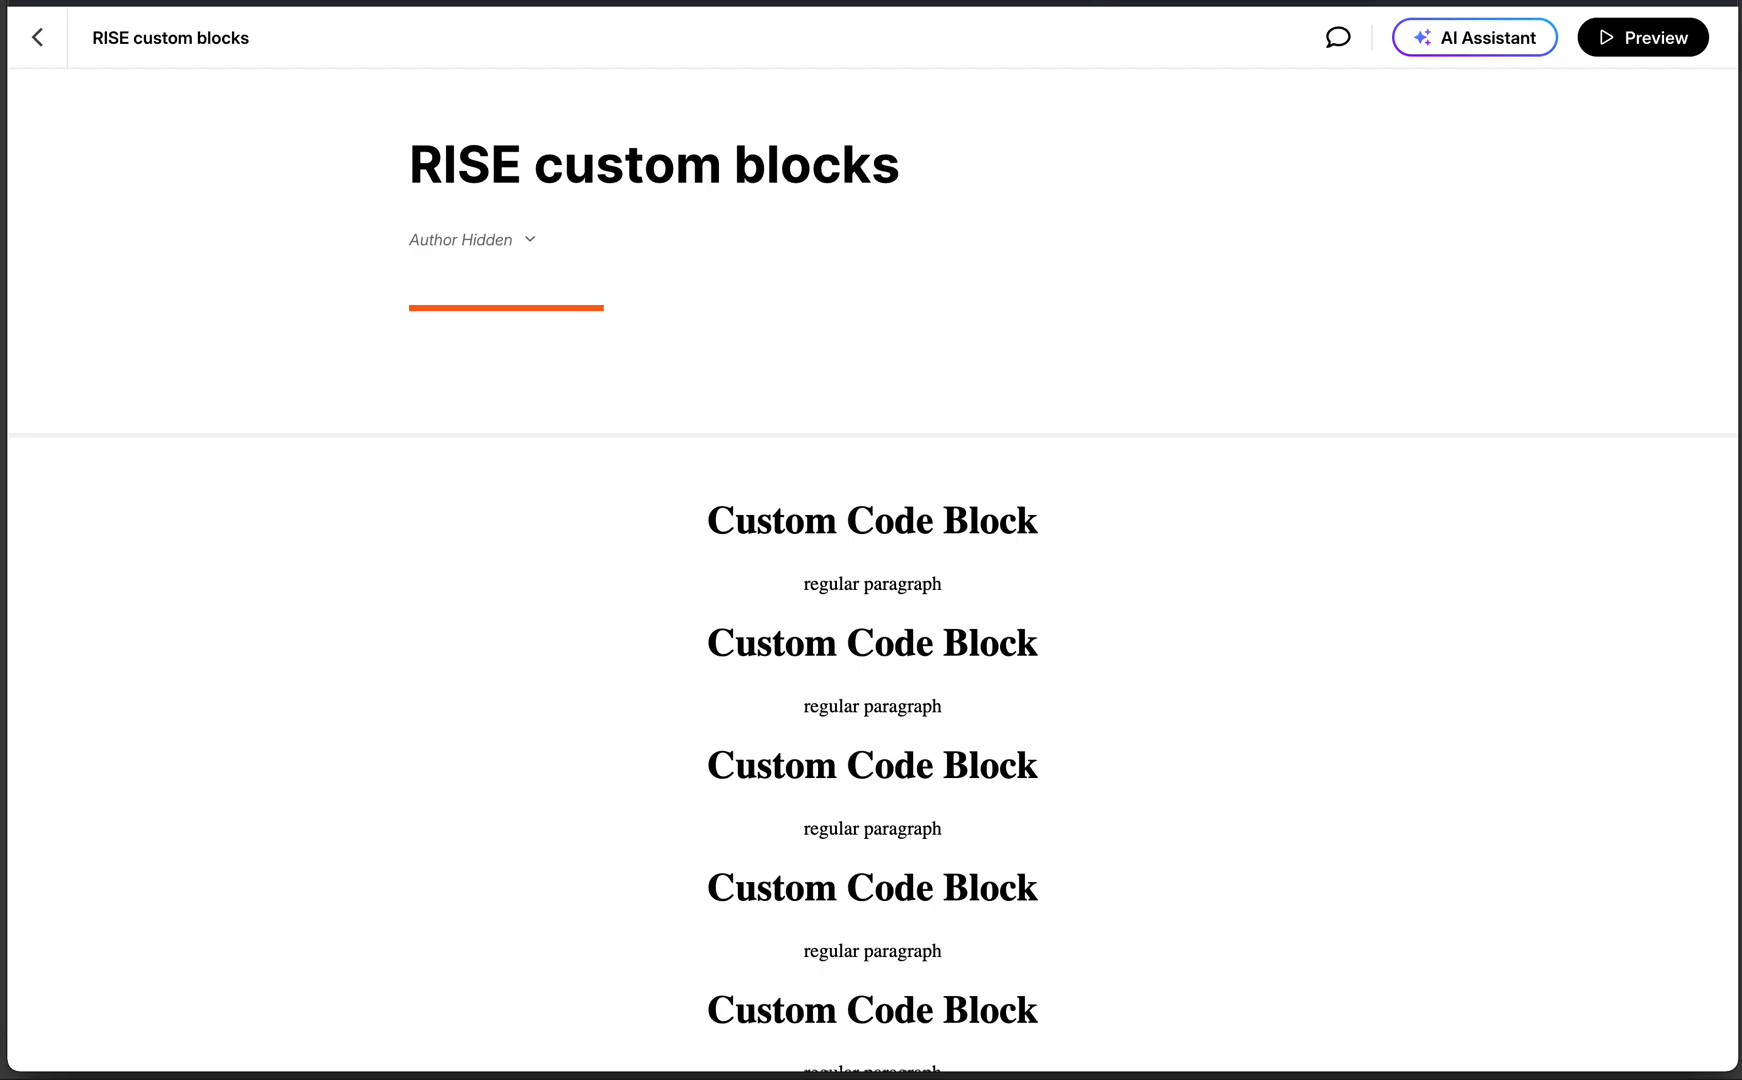 RISE custom blocks
AI Assistant
Preview
RISE custom blocks
Author Hidden
Custom Code Block
regular paragraph
Custom Code Block
regular paragraph
Custom Code Block
regular paragraph
Custom Code Block
regular paragraph
Custom Code Block